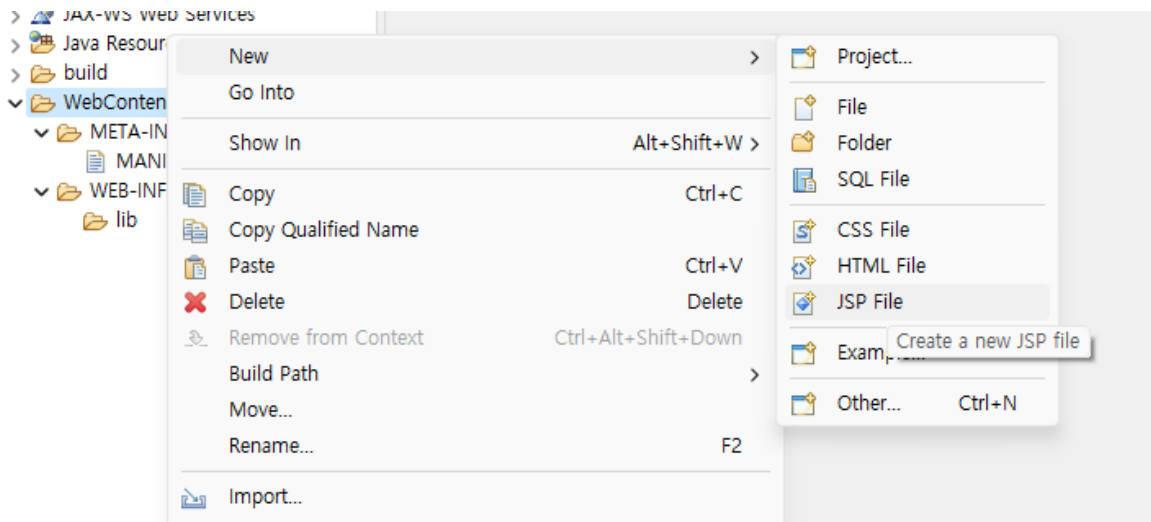 JAX-WS Web Services
Java Resour
build
WebConten
META-IN
MANI
WEB-INF
lib
New
Go Into
Show In Alt+Shift+W
Copy Ctrl+C
Copy Qualified Name
Paste Ctrl+V
Delete Delete
Remove from Context Ctrl+Alt+Shift+Down
Build Path
Move...
Rename... F2
Import...
Project...
File
Folder
SQL File
CSS File
HTML File
JSP File
Create a new JSP file
Exam
Other... Ctrl+N